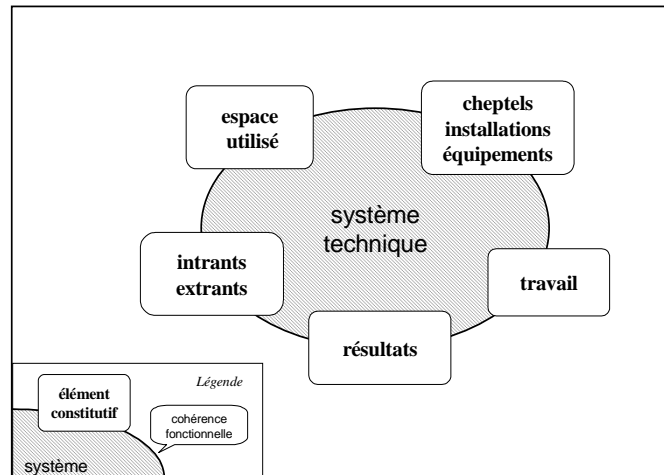 espace
utilisé
cheptels
installations
équipements
système
technique
intrants
extrants
travail
résultats
Légende
élément
constitutif
cohérence
fonctionnelle
système